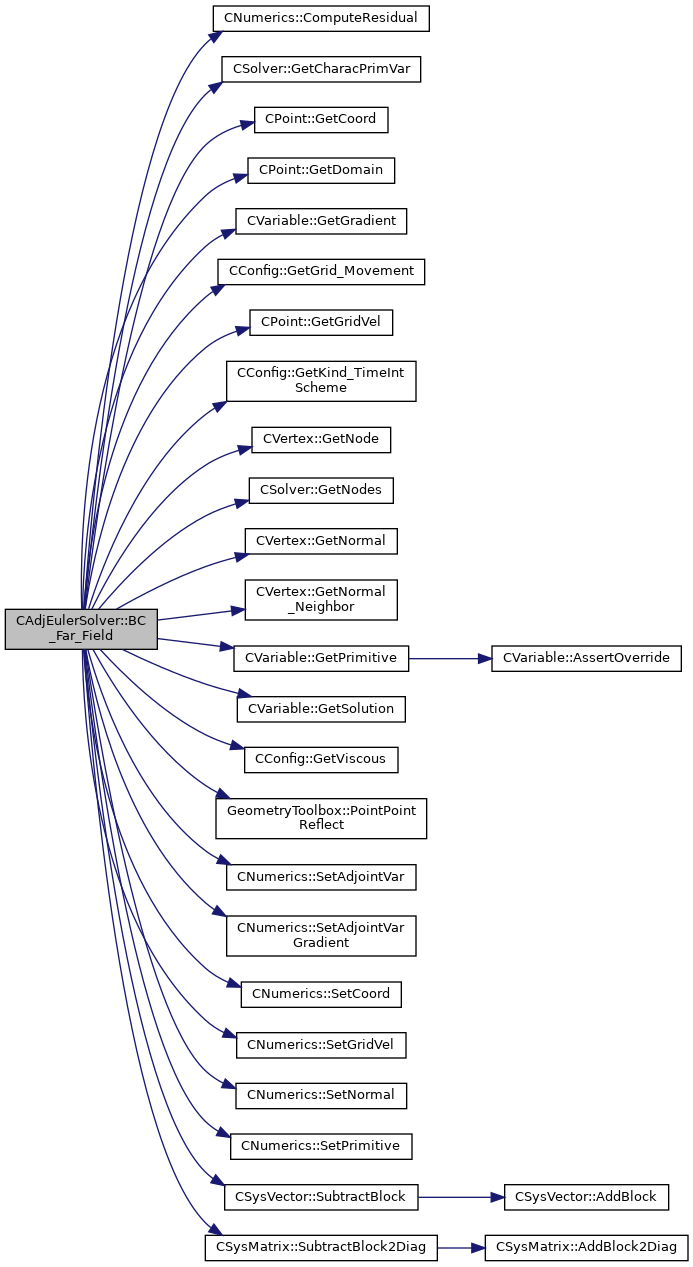 CNumerics::ComputeResidual
CSolver::GetCharacPrimVar
CPoint::GetCoord
CPoint::GetDomain
CVariable::GetGradient
CConfig::GetGrid_Movement
CPoint::GetGridVel
CConfig::GetKind_TimeInt
Scheme
CVertex::GetNode
CSolver::GetNodes
CVertex::GetNormal
CVertex::GetNormal
_Neighbor
CAdjEulerSolver::BC
_Far_Field
CVariable::GetPrimitive
CVariable::AssertOverride
CVariable::GetSolution
CConfig::GetViscous
GeometryToolbox::PointPoint
Reflect
CNumerics::SetAdjointVar
CNumerics::SetAdjointVar
Gradient
CNumerics::SetCoord
CNumerics::SetGridVel
CNumerics::SetNormal
CNumerics::SetPrimitive
CSysVector::SubtractBlock
CSysVector::AddBlock
CSysMatrix::SubtractBlock2Diag
CSysMatrix::AddBlock2Diag